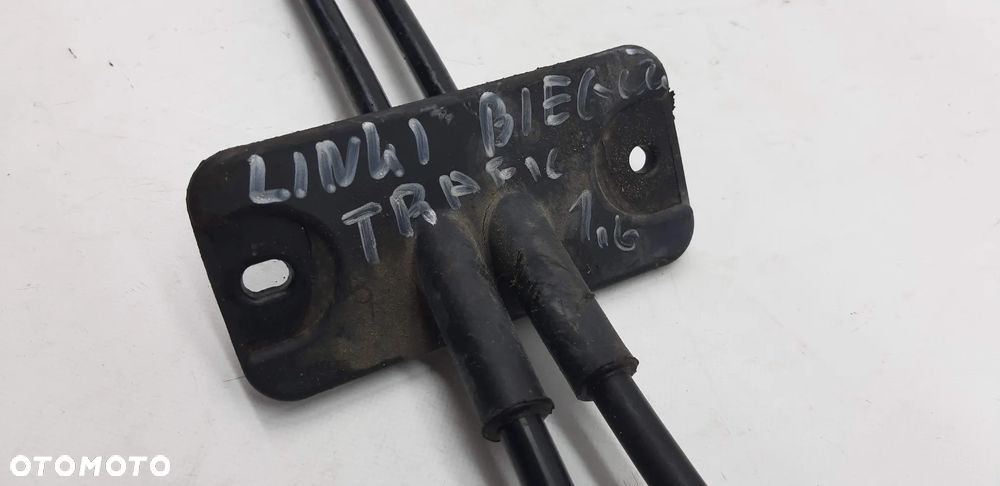 LINKI BIEGÓW
TRAFIC
1.6
OTOMOTO